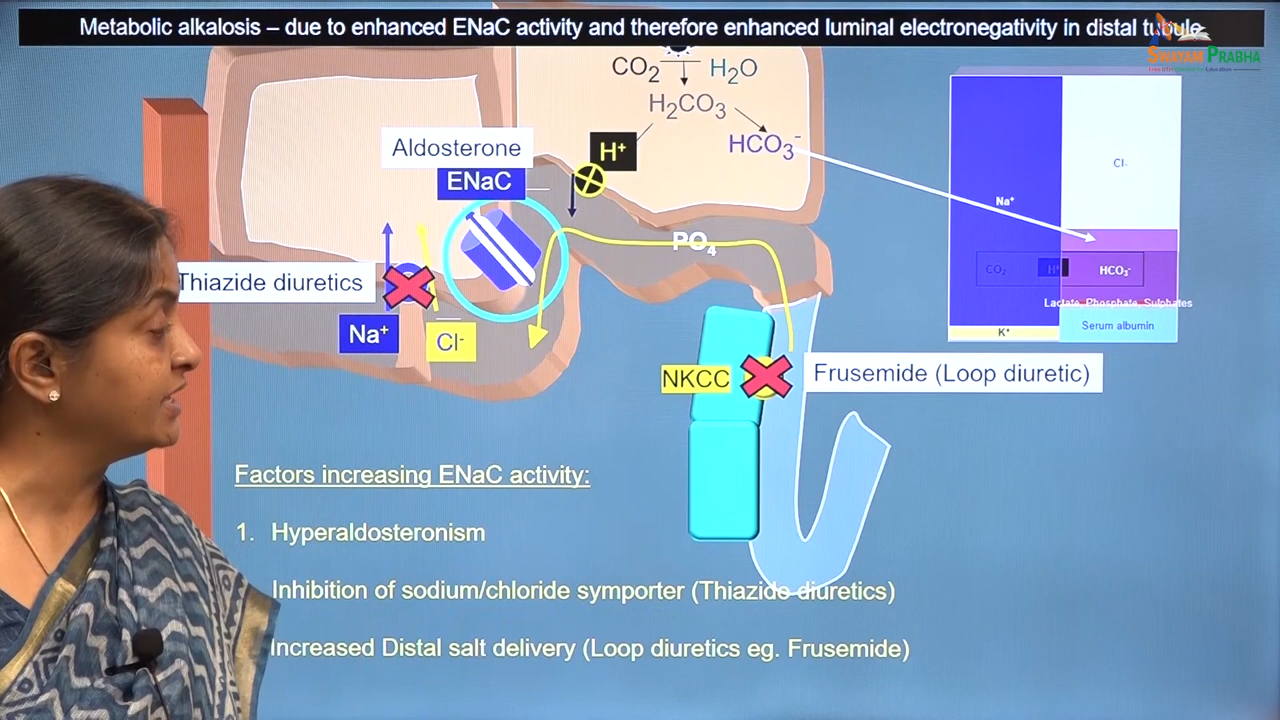 Metabolic alkalosis – due to enhanced ENaC activity and therefore enhanced luminal electronegativity in distal tubule
SWAYAM PRABHA
CO₂ H₂O
H₂CO₃
HCO₃⁻
H⁺
Aldosterone
ENaC
PO₄
Thiazide diuretics
Na⁺
Cl⁻
NKCC
Frusemide (Loop diuretic)
Cl⁻
Na⁺
CO₂ H⁺ HCO₃⁻
Lactate, Phosphate, Sulphates
K⁺
Serum albumin
Factors increasing ENaC activity:
1. Hyperaldosteronism
Inhibition of sodium/chloride symporter (Thiazide diuretics)
Increased Distal salt delivery (Loop diuretics eg. Frusemide)